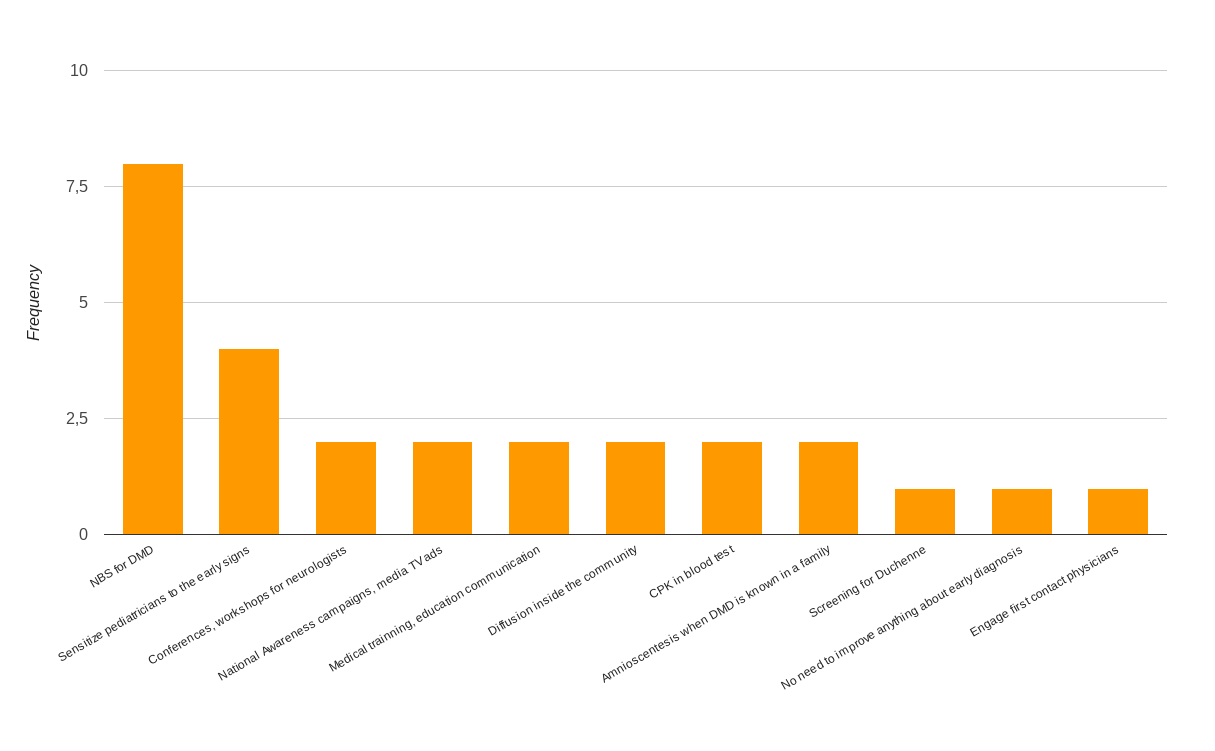 10
7,5
5
2,5
0
Frequency
NBS for DMD
Sensitize pediatricians to the early signs
Conferences, workshops for neurologists
National Awareness campaigns, media TV ads
Medical trainning, education communication
Diffusion inside the community
CPK in blood test
Amnioscentesis when DMD is known in a family
Screening for Duchenne
No need to improve anything about early diagnosis
Engage first contact physicians